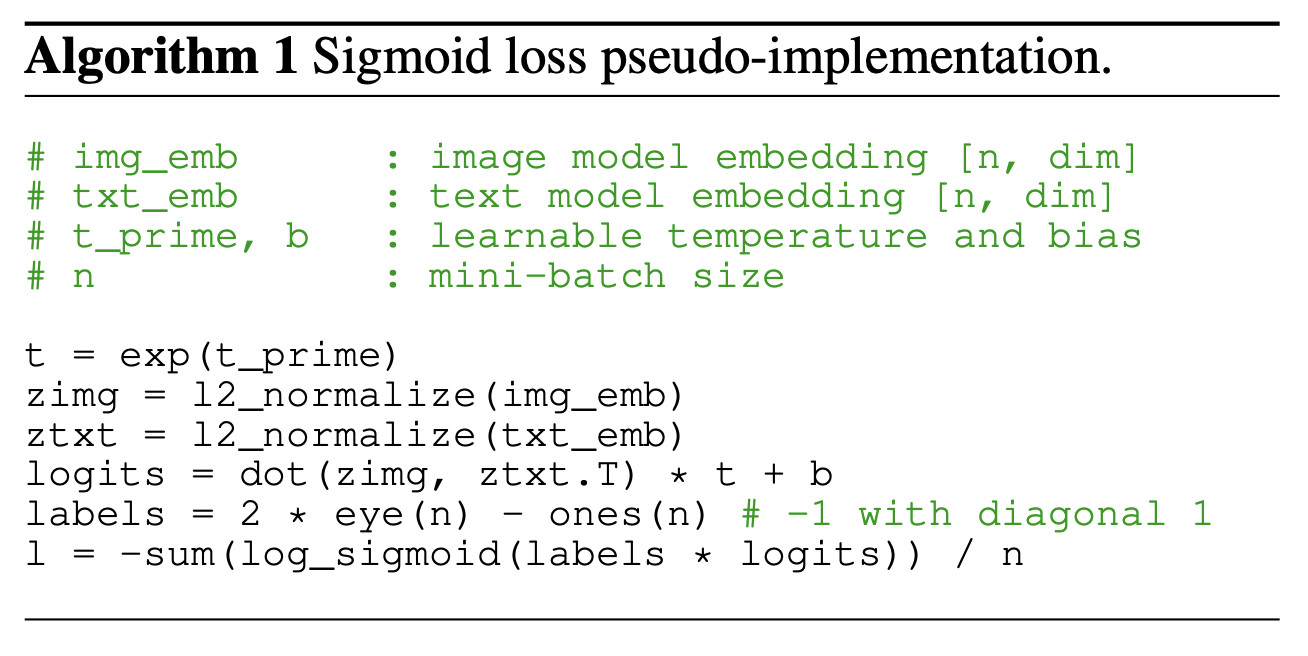 Algorithm 1 Sigmoid loss pseudo-implementation.
# img_emb : image model embedding [n, dim]
# txt_emb : text model embedding [n, dim]
# t_prime, b : learnable temperature and bias
# n : mini-batch size
t = exp(t_prime)
zimg = l2_normalize(img_emb)
ztxt = l2_normalize(txt_emb)
logits = dot(zimg, ztxt.T) * t + b
labels = 2 * eye(n) - ones(n) # -1 with diagonal 1
l = -sum(log_sigmoid(labels * logits)) / n